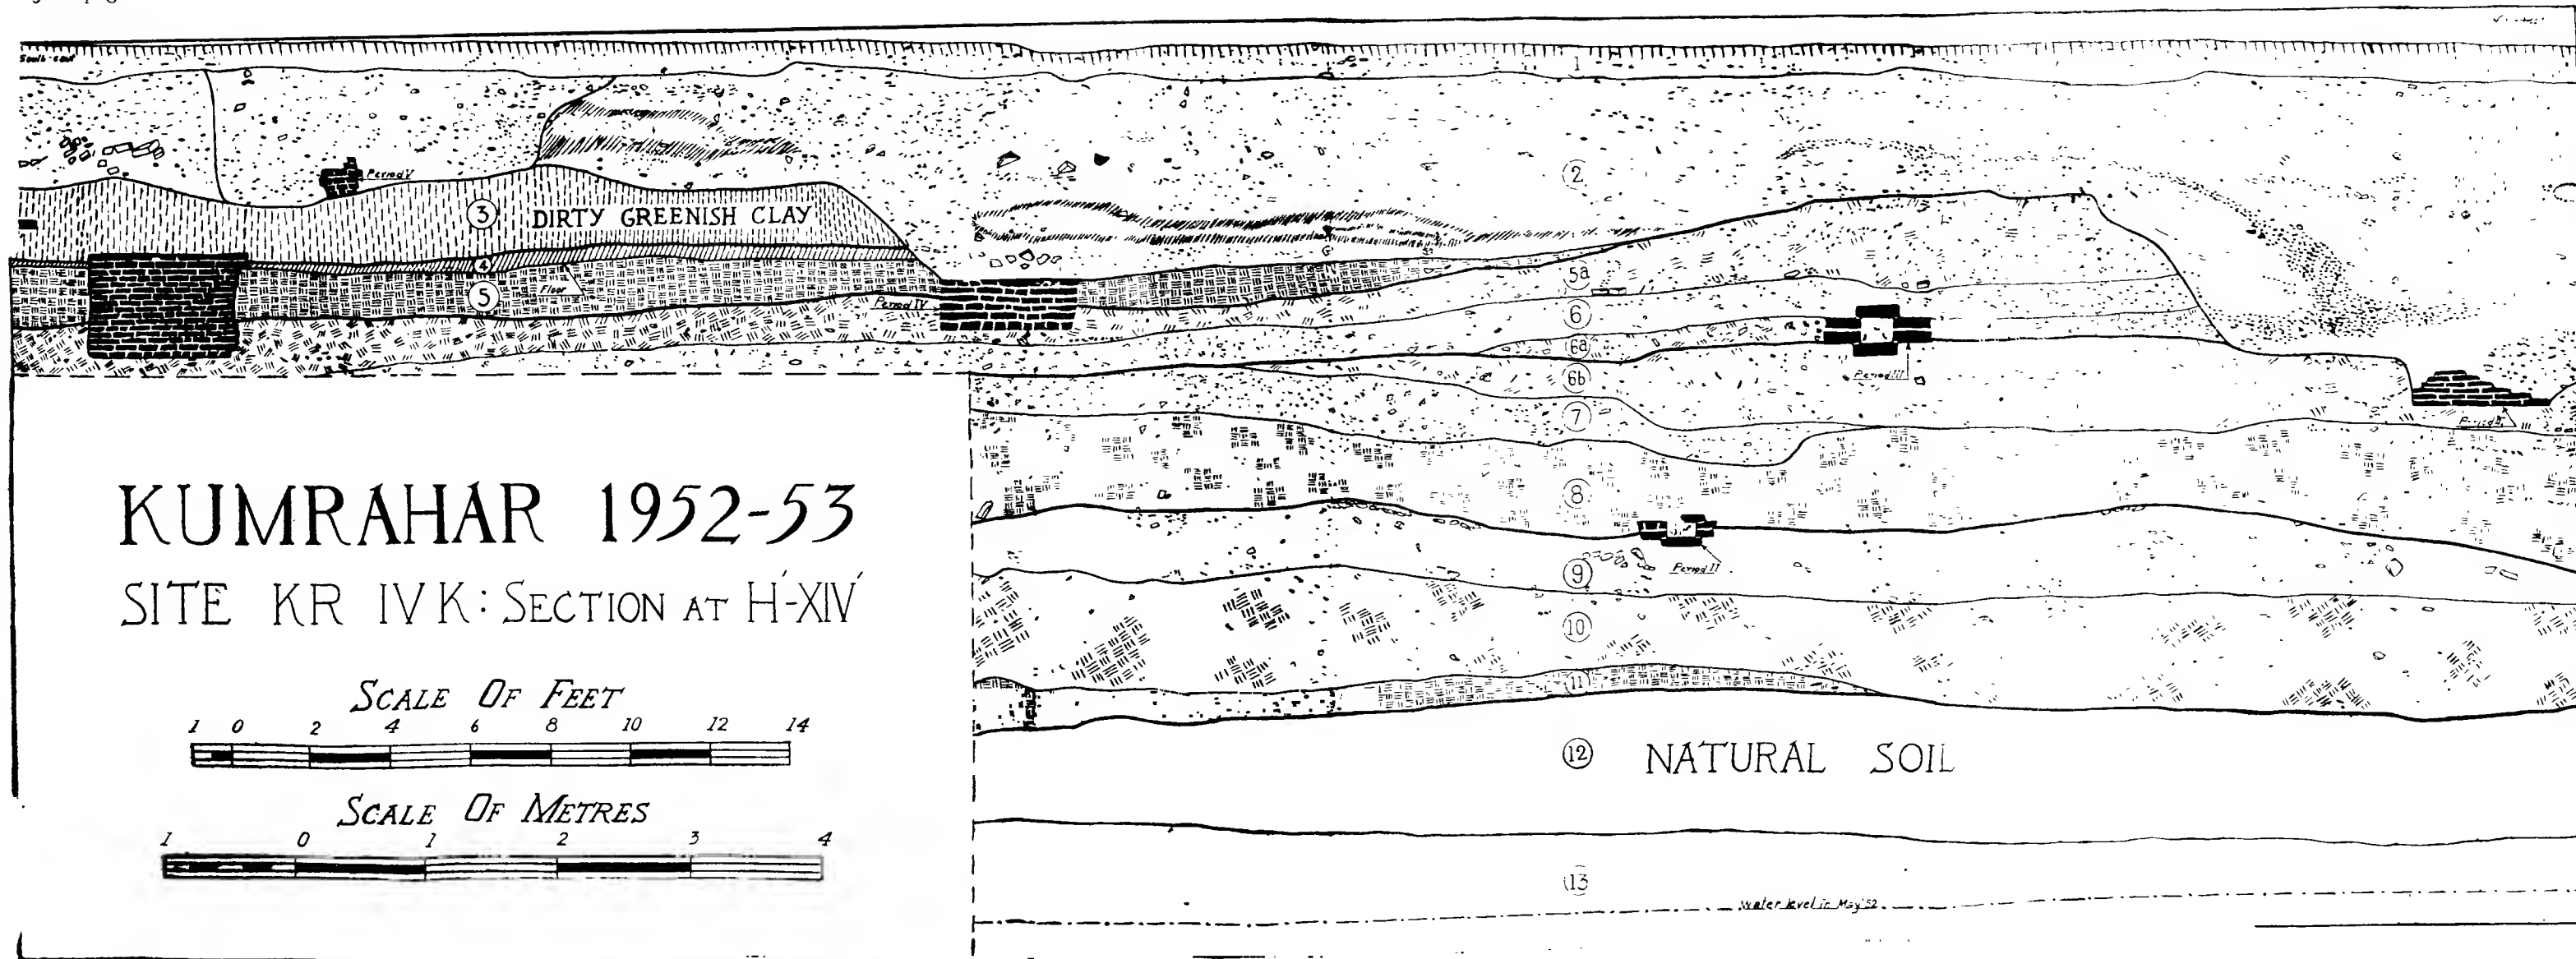 South-east
1
2
Period V
3 DIRTY GREENISH CLAY
4
Floor
5
Period IV
5a
6
6a
Period III
6b
7
8
9
Period II
10
11
12 NATURAL SOIL
13
Water level in May '52
KUMRAHAR 1952-53
SITE KR IV K: SECTION AT H'-XIV'
SCALE OF FEET
1 0 2 4 6 8 10 12 14
SCALE OF METRES
1 0 1 2 3 4